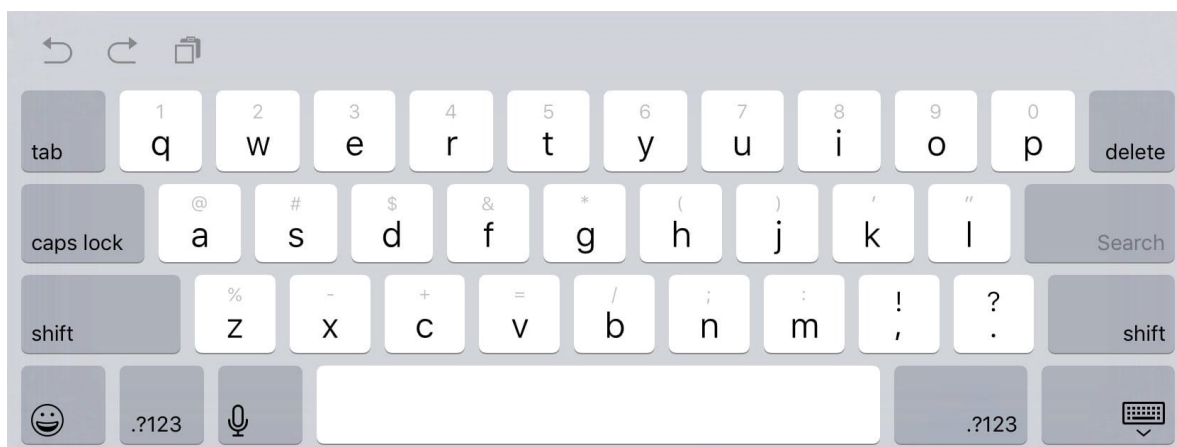 1 2 3 4 5 6 7 8 9 0
tab q w e r t y u i o p delete
@ # $ & * ( ) ' "
caps lock a s d f g h j k l Search
% - + = / ; : ! ?
shift z x c v b n m , . shift
.?123 .?123